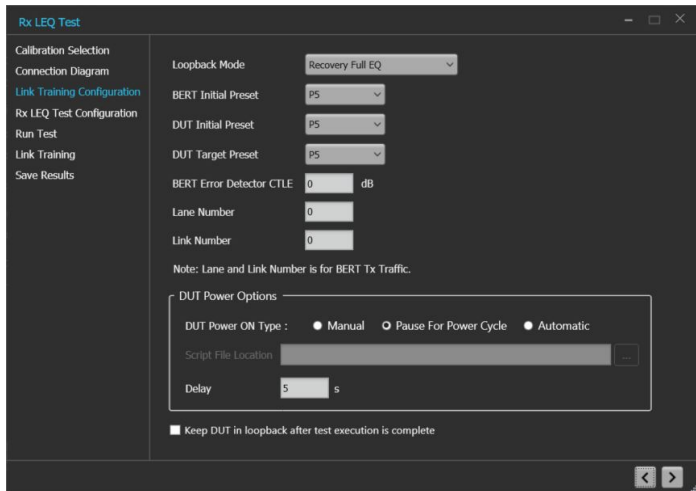 Rx LEQ Test
Calibration Selection
Connection Diagram
Link Training Configuration
Rx LEQ Test Configuration
Run Test
Link Training
Save Results
Loopback Mode Recovery Full EQ
BERT Initial Preset P5
DUT Initial Preset P5
DUT Target Preset P5
BERT Error Detector CTLE 0 dB
Lane Number 0
Link Number 0
Note: Lane and Link Number is for BERT Tx Traffic.
DUT Power Options
DUT Power ON Type : Manual Pause For Power Cycle Automatic
Script File Location ...
Delay 5 s
Keep DUT in loopback after test execution is complete